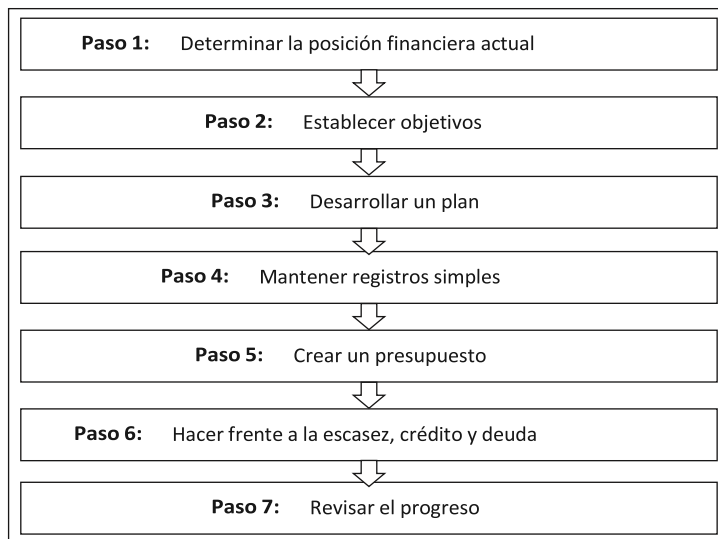 Paso 1: Determinar la posición financiera actual
Paso 2: Establecer objetivos
Paso 3: Desarrollar un plan
Paso 4: Mantener registros simples
Paso 5: Crear un presupuesto
Paso 6: Hacer frente a la escasez, crédito y deuda
Paso 7: Revisar el progreso